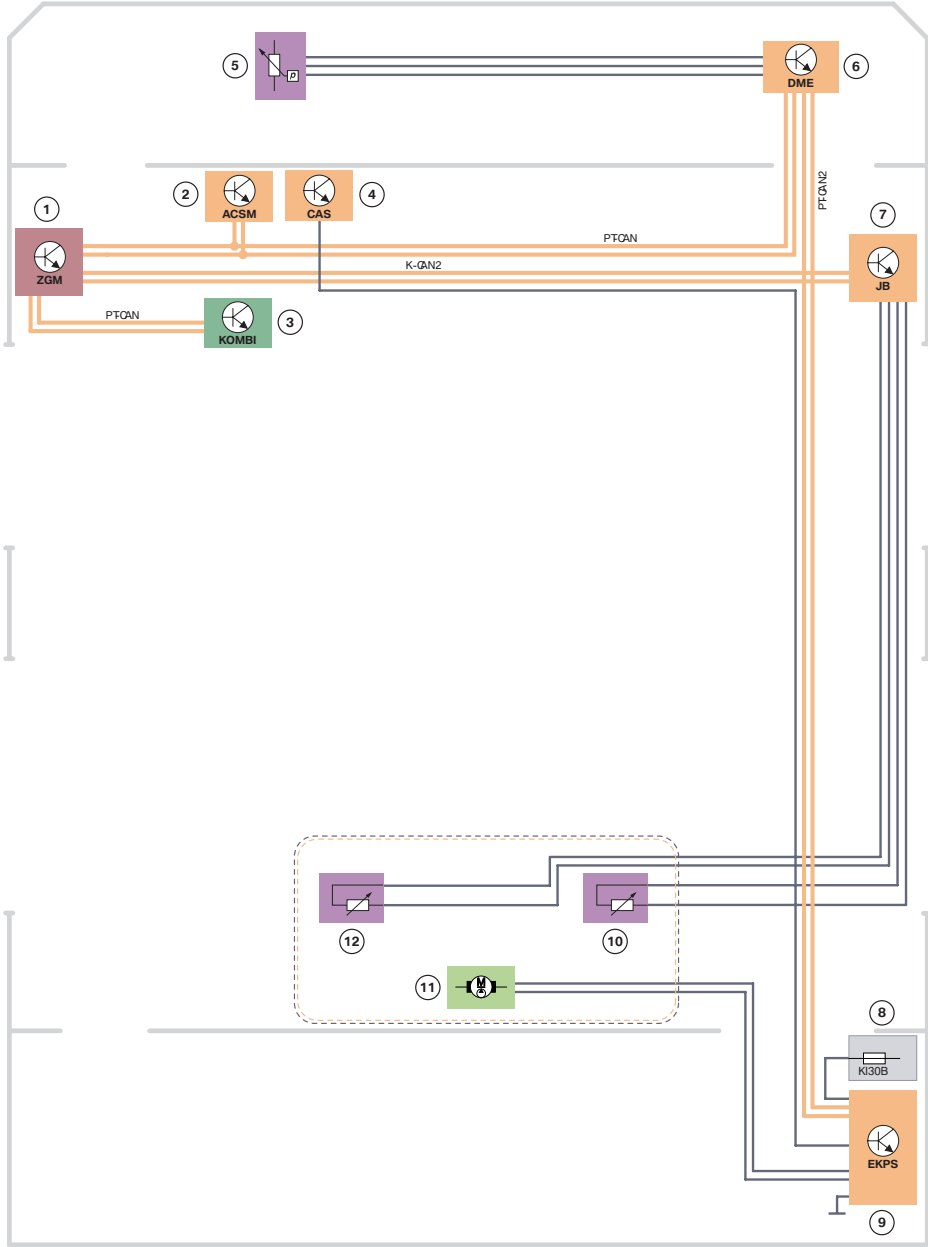 5
p
DME
6
PT-CAN2
1
2
ACSM
4
CAS
7
PT-CAN
K-CAN2
ZGM
JB
PT-CAN
KOMBI
3
12
10
M
11
8
Kl30B
EKPS
9